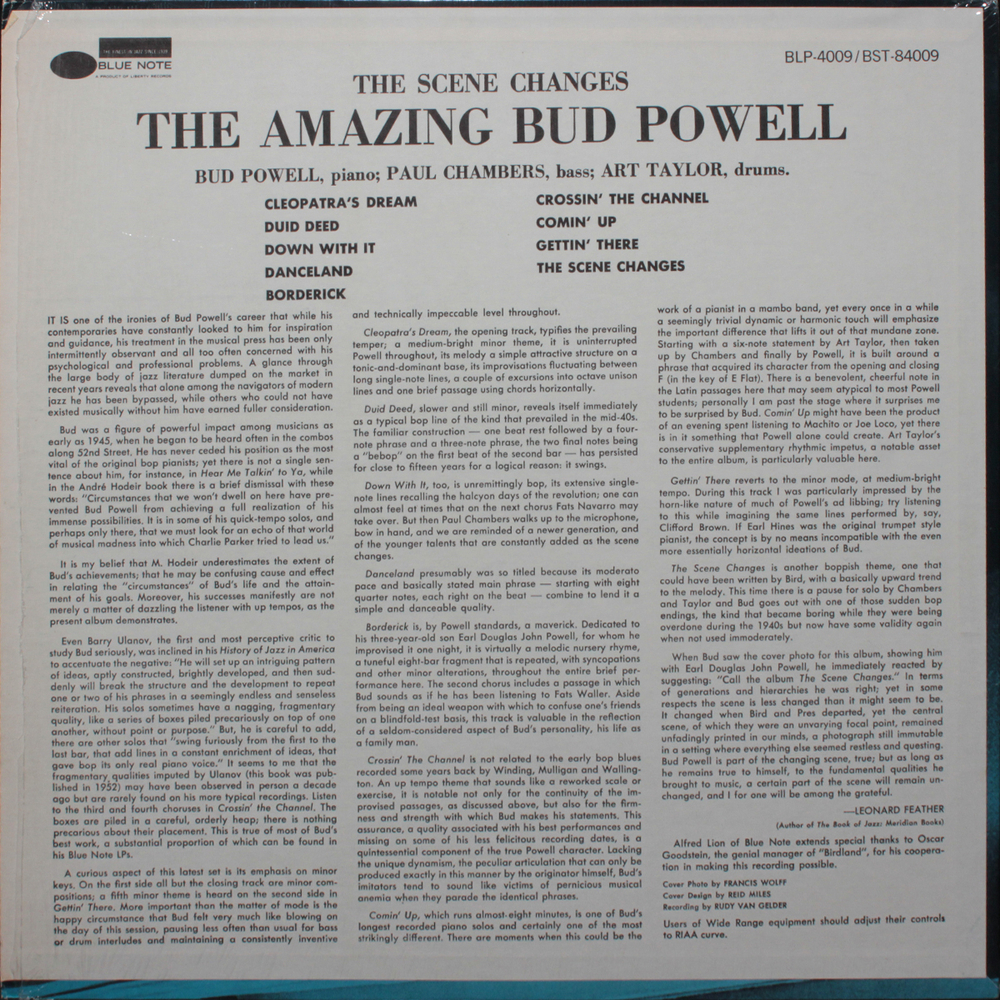 THE FINEST IN JAZZ SINCE 1939
BLUE NOTE
A PRODUCT OF LIBERTY RECORDS
BLP-4009/BST-84009
THE SCENE CHANGES
THE AMAZING BUD POWELL
BUD POWELL, piano; PAUL CHAMBERS, bass; ART TAYLOR, drums.
CLEOPATRA'S DREAM
DUID DEED
DOWN WITH IT
DANCELAND
BORDERICK
CROSSIN' THE CHANNEL
COMIN' UP
GETTIN' THERE
THE SCENE CHANGES
IT IS one of the ironies of Bud Powell's career that while his
contemporaries have constantly looked to him for inspiration
and guidance, his treatment in the musical press has been only
intermittently observant and all too often concerned with his
psychological and professional problems. A glance through
the large body of jazz literature dumped on the market in
recent years reveals that alone among the navigators of modern
jazz he has been bypassed, while others who could not have
existed musically without him have earned fuller consideration.
Bud was a figure of powerful impact among musicians as
early as 1945, when he began to be heard often in the combos
along 52nd Street. He has never ceded his position as the most
vital of the original bop pianists; yet there is not a single sen-
tence about him, for instance, in Hear Me Talkin' to Ya, while
in the André Hodeir book there is a brief dismissal with these
words: "Circumstances that we won't dwell on here have pre-
vented Bud Powell from achieving a full realization of his
immense possibilities. It is in some of his quick-tempo solos, and
perhaps only there, that we must look for an echo of that world
of musical madness into which Charlie Parker tried to lead us."
It is my belief that M. Hodeir underestimates the extent of
Bud's achievements; that he may be confusing cause and effect
in relating the "circumstances" of Bud's life and the attain-
ment of his goals. Moreover, his successes manifestly are not
merely a matter of dazzling the listener with up tempos, as the
present album demonstrates.
Even Barry Ulanov, the first and most perceptive critic to
study Bud seriously, was inclined in his History of Jazz in America
to accentuate the negative: "He will set up an intriguing pattern
of ideas, aptly constructed, brightly developed, and then sud-
denly will break the structure and the development to repeat
one or two of his phrases in a seemingly endless and senseless
reiteration. His solos sometimes have a nagging, fragmentary
quality, like a series of boxes piled precariously on top of one
another, without point or purpose." But, he is careful to add,
there are other solos that "swing furiously from the first to the
last bar, that add lines in a constant enrichment of ideas, that
gave bop its only real piano voice." It seems to me that the
fragmentary qualities imputed by Ulanov (this book was pub-
lished in 1952) may have been observed in person a decade
ago but are rarely found on his more typical recordings. Listen
to the third and fourth choruses in Crossin' the Channel. The
boxes are piled in a careful, orderly heap; there is nothing
precarious about their placement. This is true of most of Bud's
best work, a substantial proportion of which can be found in
his Blue Note LPs.
A curious aspect of this latest set is its emphasis on minor
keys. On the first side all but the closing track are minor com-
positions; a fifth minor theme is heard on the second side in
Gettin' There. More important than the matter of mode is the
happy circumstance that Bud felt very much like blowing on
the day of this session, pausing less often than usual for bass
or drum interludes and maintaining a consistently inventive
and technically impeccable level throughout.
Cleopatra's Dream, the opening track, typifies the prevailing
temper; a medium-bright minor theme, it is uninterrupted
Powell throughout, its melody a simple attractive structure on a
tonic-and-dominant base, its improvisations fluctuating between
long single-note lines, a couple of excursions into octave unison
lines and one brief passage using chords horizontally.
Duid Deed, slower and still minor, reveals itself immediately
as a typical bop line of the kind that prevailed in the mid-40s.
The familiar construction — one beat rest followed by a four-
note phrase and a three-note phrase, the two final notes being
a "bebop" on the first beat of the second bar — has persisted
for close to fifteen years for a logical reason: it swings.
Down With It, too, is unremittingly bop, its extensive single-
note lines recalling the halcyon days of the revolution; one can
almost feel at times that on the next chorus Fats Navarro may
take over. But then Paul Chambers walks up to the microphone,
bow in hand, and we are reminded of a newer generation, and
of the younger talents that are constantly added as the scene
changes.
Danceland presumably was so titled because its moderato
pace and basically stated main phrase — starting with eight
quarter notes, each right on the beat — combine to lend it a
simple and danceable quality.
Borderick is, by Powell standards, a maverick. Dedicated to
his three-year-old son Earl Douglas John Powell, for whom he
improvised it one night, it is virtually a melodic nursery rhyme,
a tuneful eight-bar fragment that is repeated, with syncopations
and other minor alterations, throughout the entire brief per-
formance here. The second chorus includes a passage in which
Bud sounds as if he has been listening to Fats Waller. Aside
from being an ideal weapon with which to confuse one's friends
on a blindfold-test basis, this track is valuable in the reflection
of a seldom-considered aspect of Bud's personality, his life as
a family man.
Crossin' The Channel is not related to the early bop blues
recorded some years back by Winding, Mulligan and Walling-
ton. An up tempo theme that sounds like a reworked scale or
exercise, it is notable not only for the continuity of the im-
provised passages, as discussed above, but also for the firm-
ness and strength with which Bud makes his statements. This
assurance, a quality associated with his best performances and
missing on some of his less felicitous recording dates, is a
quintessential component of the true Powell character. Lacking
the unique dynamism, the peculiar articulation that can only be
produced exactly in this manner by the originator himself, Bud's
imitators tend to sound like victims of pernicious musical
anemia when they parade the identical phrases.
Comin' Up, which runs almost-eight minutes, is one of Bud's
longest recorded piano solos and certainly one of the most
strikingly different. There are moments when this could be the
work of a pianist in a mambo band, yet every once in a while
a seemingly trivial dynamic or harmonic touch will emphasize
the important difference that lifts it out of that mundane zone.
Starting with a six-note statement by Art Taylor, then taken
up by Chambers and finally by Powell, it is built around a
phrase that acquired its character from the opening and closing
F (in the key of E Flat). There is a benevolent, cheerful note in
the Latin passages here that may seem atypical to most Powell
students; personally I am past the stage where it surprises me
to be surprised by Bud. Comin' Up might have been the product
of an evening spent listening to Machito or Joe Loco, yet there
is in it something that Powell alone could create. Art Taylor's
conservative supplementary rhythmic impetus, a notable asset
to the entire album, is particularly valuable here.
Gettin' There reverts to the minor mode, at medium-bright
tempo. During this track I was particularly impressed by the
horn-like nature of much of Powell's ad libbing; try listening
to this while imagining the same lines performed by, say,
Clifford Brown. If Earl Hines was the original trumpet style
pianist, the concept is by no means incompatible with the even
more essentially horizontal ideations of Bud.
The Scene Changes is another boppish theme, one that
could have been written by Bird, with a basically upward trend
to the melody. This time there is a pause for solo by Chambers
and Taylor and Bud goes out with one of those sudden bop
endings, the kind that became boring while they were being
overdone during the 1940s but now have some validity again
when not used immoderately.
When Bud saw the cover photo for this album, showing him
with Earl Douglas John Powell, he immediately reacted by
suggesting: "Call the album The Scene Changes." In terms
of generations and hierarchies he was right; yet in some
respects the scene is less changed than it might seem to be.
It changed when Bird and Pres departed, yet the central
scene, of which they were an unvarying focal point, remained
unfadingly printed in our minds, a photograph still immutable
in a setting where everything else seemed restless and questing.
Bud Powell is part of the changing scene, true; but as long as
he remains true to himself, to the fundamental qualities he
brought to music, a certain part of the scene will remain un-
changed, and I for one will be among the grateful.
—LEONARD FEATHER
(Author of The Book of Jazz: Meridian Books)
Alfred Lion of Blue Note extends special thanks to Oscar
Goodstein, the genial manager of "Birdland", for his coopera-
tion in making this recording possible.
Cover Photo by FRANCIS WOLFF
Cover Design by REID MILES
Recording by RUDY VAN GELDER
Users of Wide Range equipment should adjust their controls
to RIAA curve.